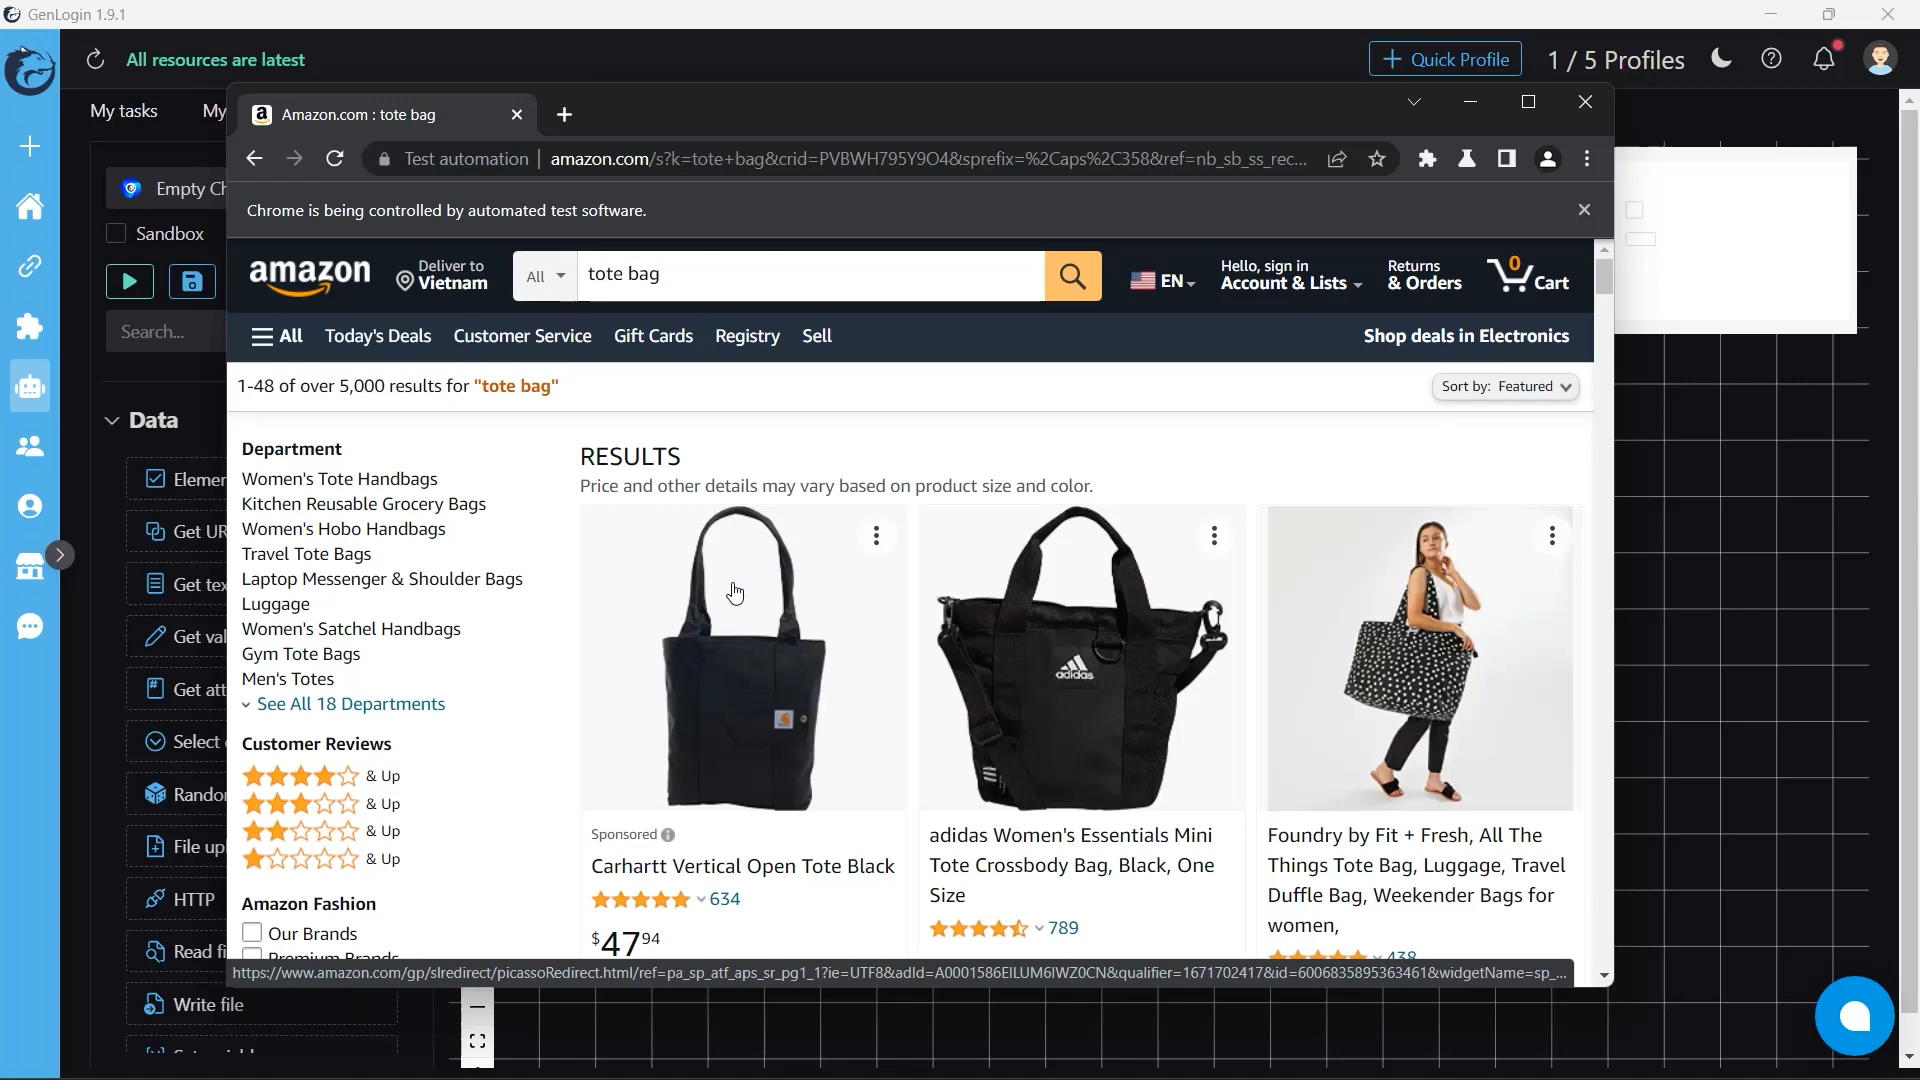 GenLogin 1.9.1
All resources are latest
Quick Profile
1 / 5 Profiles
My tasks
My
Empty Ch
Sandbox
Search...
Data
Elemen
Get UR
Get tex
Get val
Get att
Select
Randor
File upl
HTTP
Read fi
Write file
Amazon.com : tote bag
Test automation
amazon.com/s?k=tote+bag&crid=PVBWH795Y9O4&sprefix=%2Caps%2C358&ref=nb_sb_ss_rec...
Chrome is being controlled by automated test software.
amazon
Deliver to
Vietnam
All
tote bag
EN
Hello, sign in
Account & Lists
Returns
& Orders
0
Cart
All
Today's Deals
Customer Service
Gift Cards
Registry
Sell
Shop deals in Electronics
1-48 of over 5,000 results for "tote bag"
Sort by: Featured
Department
Women's Tote Handbags
Kitchen Reusable Grocery Bags
Women's Hobo Handbags
Travel Tote Bags
Laptop Messenger & Shoulder Bags
Luggage
Women's Satchel Handbags
Gym Tote Bags
Men's Totes
See All 18 Departments
Customer Reviews
& Up
& Up
& Up
& Up
Amazon Fashion
Our Brands
Premium Brands
RESULTS
Price and other details may vary based on product size and color.
Sponsored
Carhartt Vertical Open Tote Black
634
$47 94
adidas
adidas Women's Essentials Mini
Tote Crossbody Bag, Black, One
Size
789
Foundry by Fit + Fresh, All The
Things Tote Bag, Luggage, Travel
Duffle Bag, Weekender Bags for
women,
438
https://www.amazon.com/gp/slredirect/picassoRedirect.html/ref=pa_sp_atf_aps_sr_pg1_1?ie=UTF8&adId=A0001586EILUM6IWZ0CN&qualifier=1671702417&id=6006835895363461&widgetName=sp_...